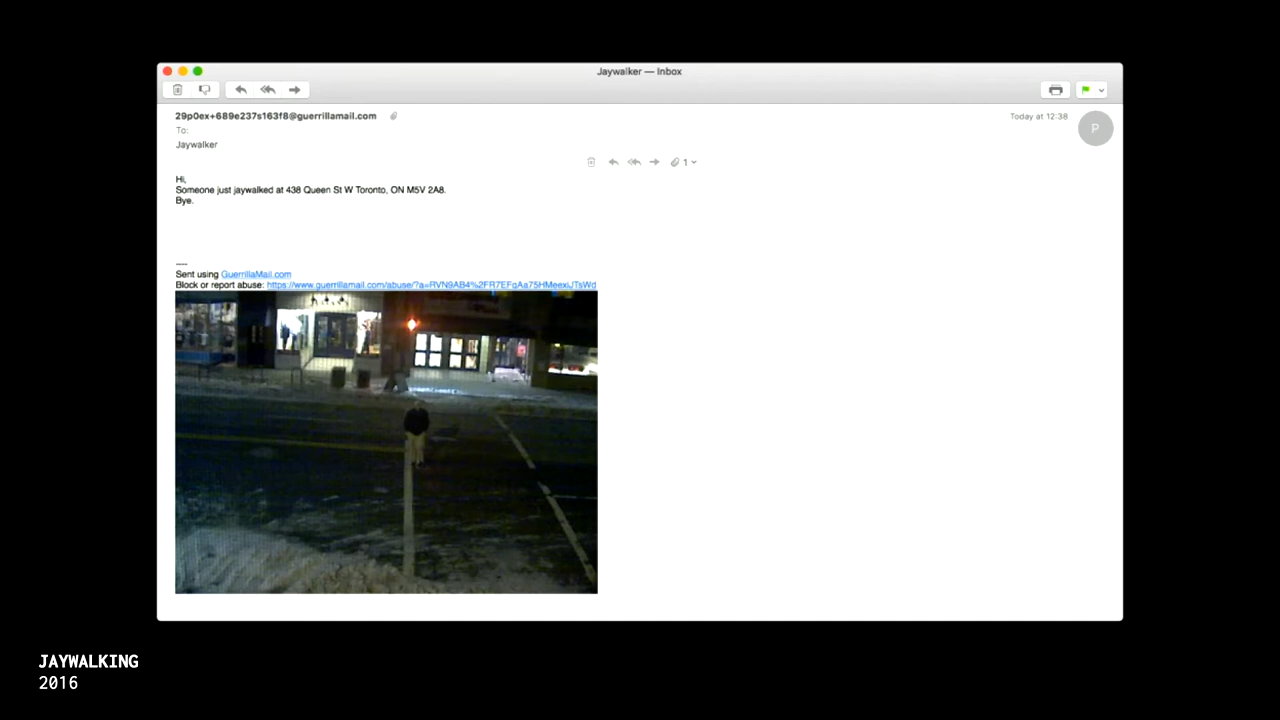 Jaywalker — Inbox
29p0ex+689e237s163f8@guerrillamail.com
Today at 12:38
P
To:
Jaywalker
1
Hi,
Someone just jaywalked at 438 Queen St W Toronto, ON M5V 2A8.
Bye.
----
Sent using GuerrillaMail.com
Block or report abuse: https://www.guerrillamail.com/abuse/?a=RVN9AB4%2FR7EFqAa75HMeexiJTsWd
JAYWALKING
2016